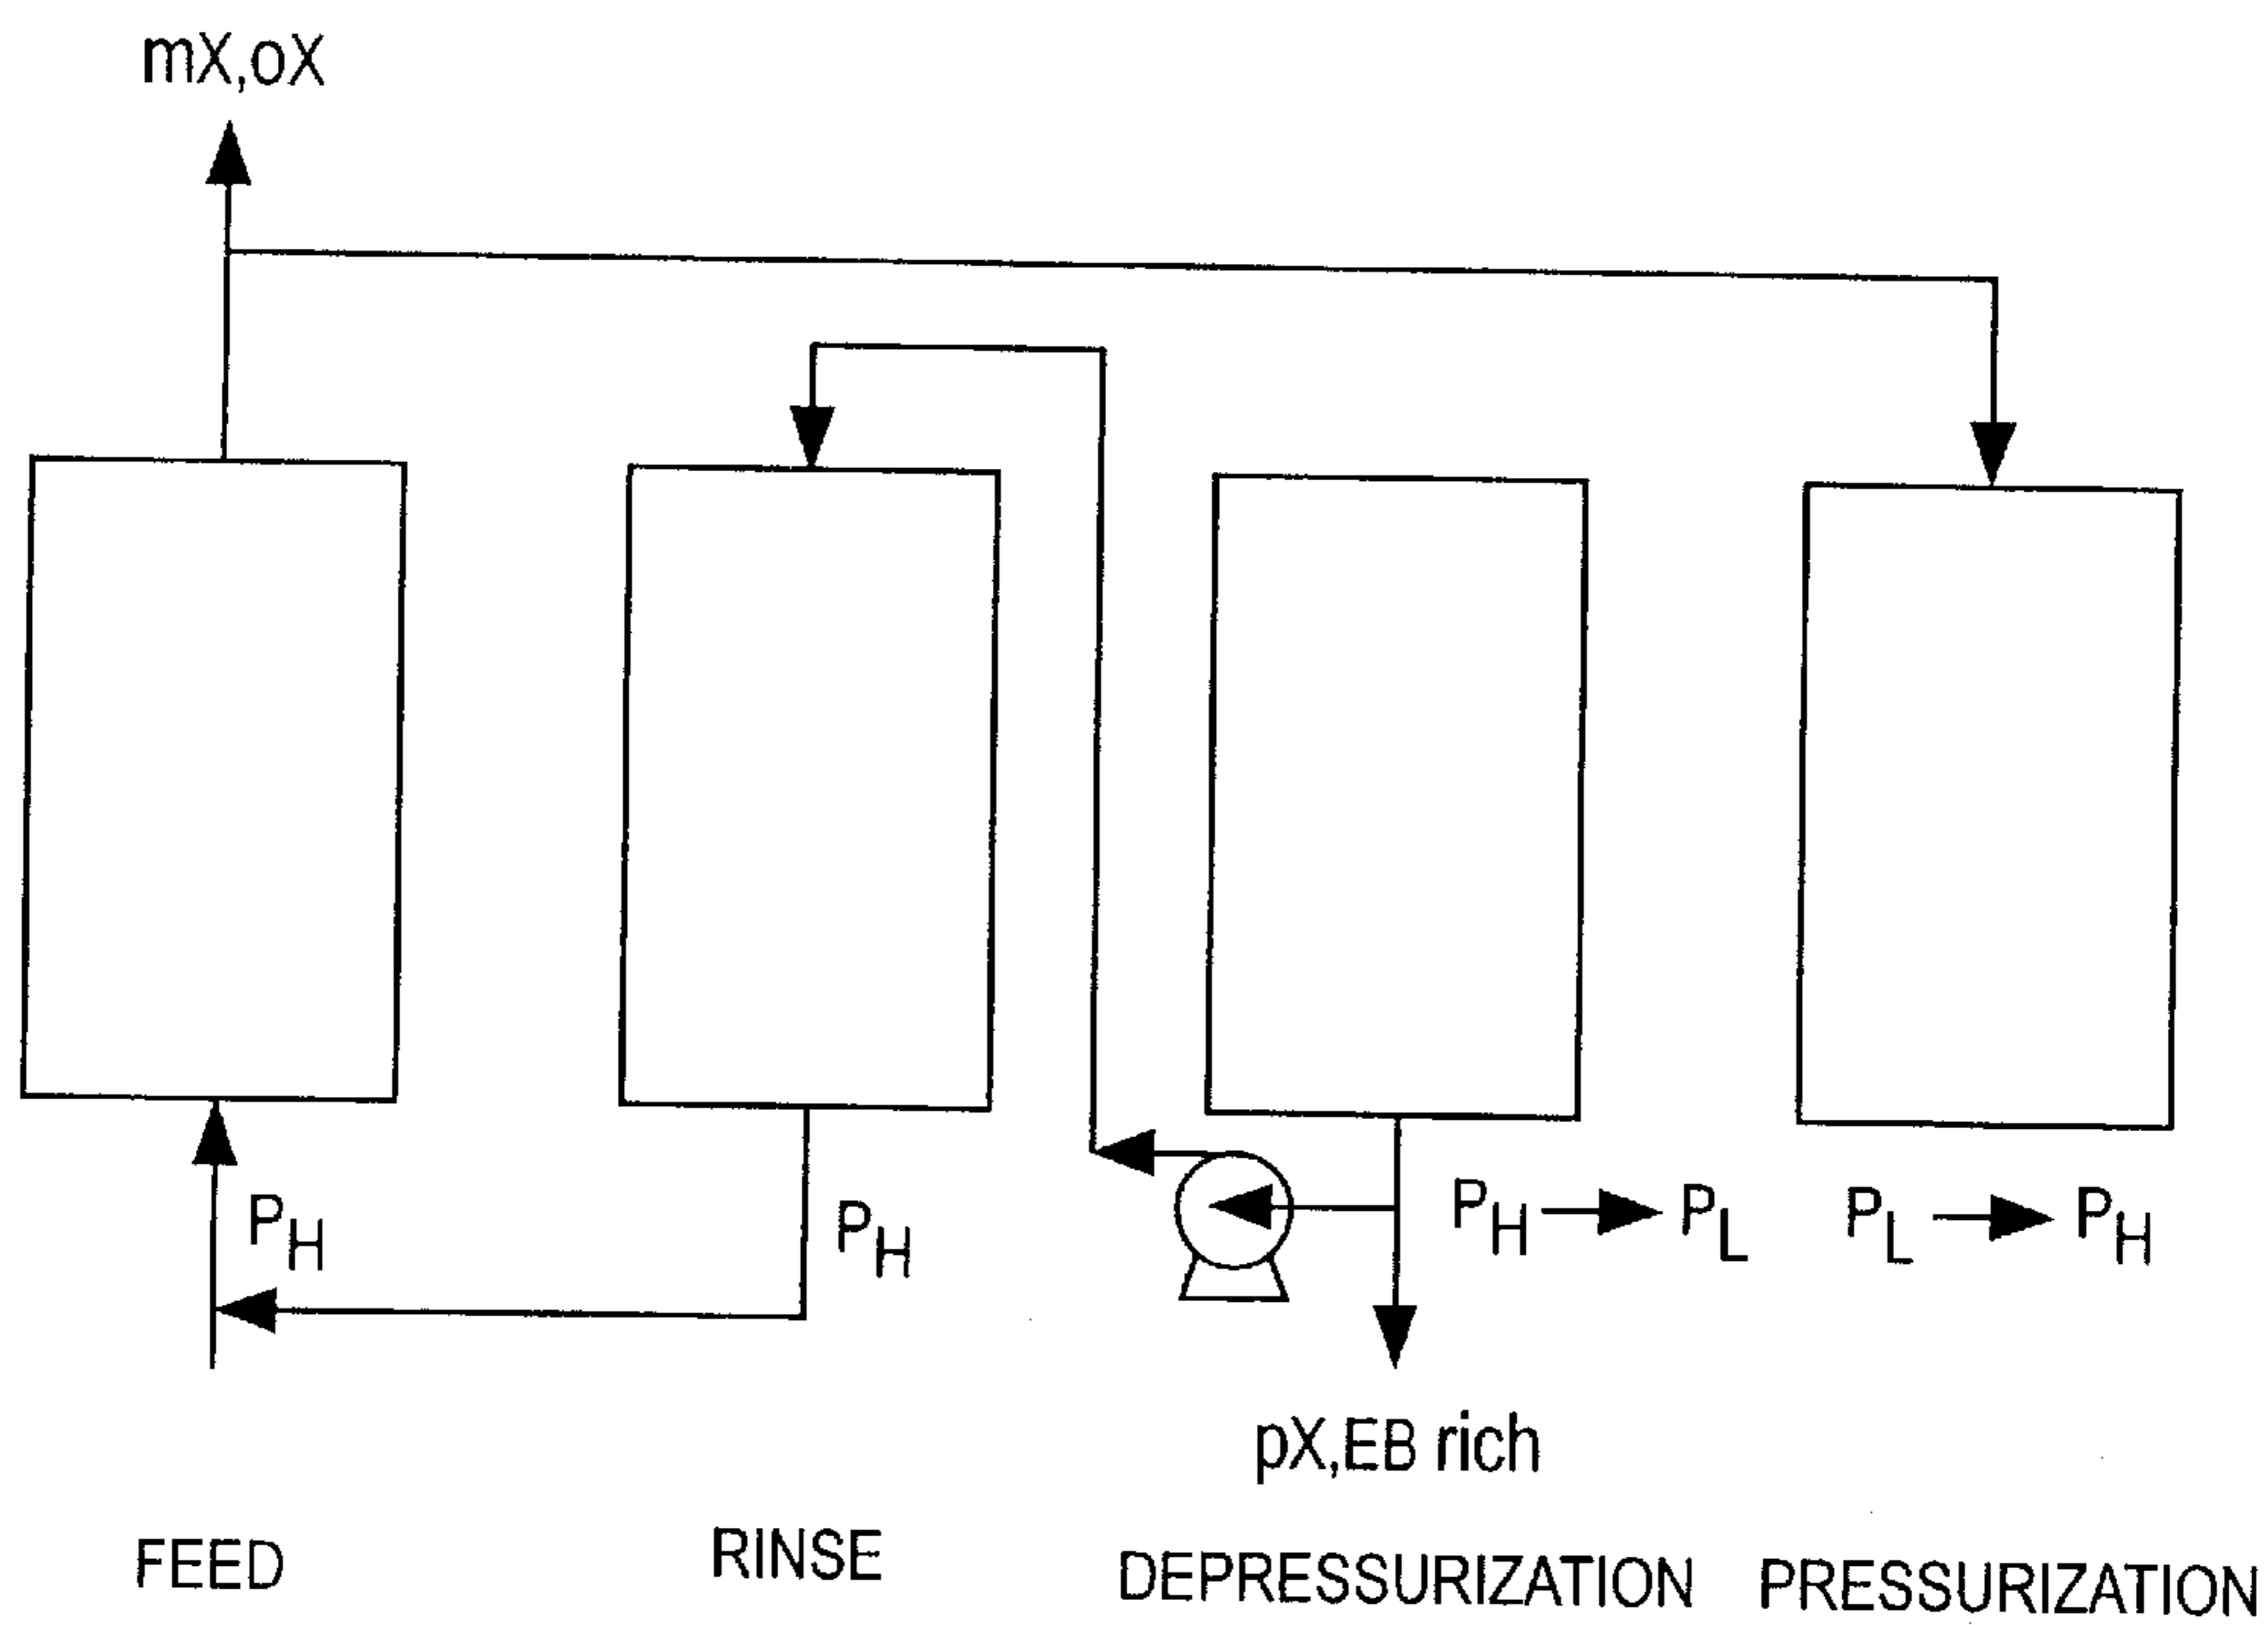 mX,oX
PH
PH
PH → PL
PL → PH
pX,EB rich
FEED
RINSE
DEPRESSURIZATION
PRESSURIZATION